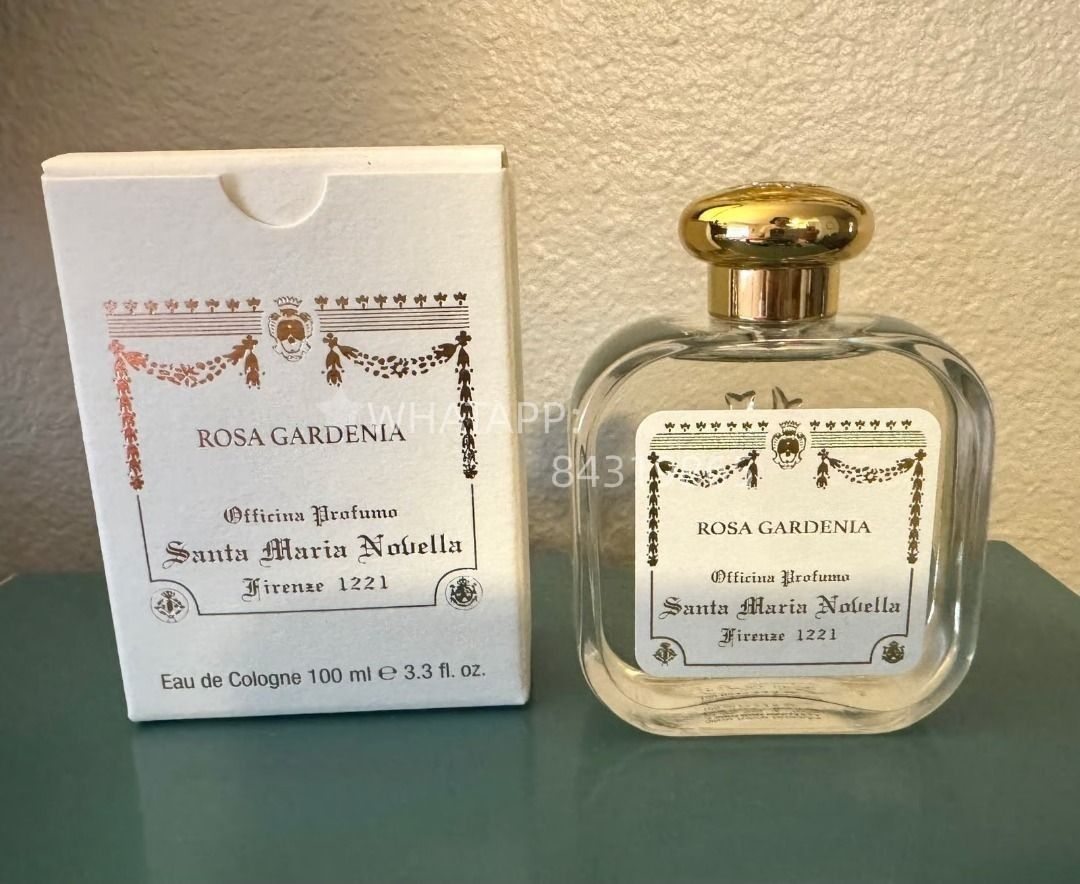 ROSA GARDENIA
Officina Profumo
Santa Maria Novella
Firenze 1221
Eau de Cologne 100 ml ℮ 3.3 fl. oz.
WHATAPP:
ROSA GARDENIA
Officina Profumo
Santa Maria Novella
Firenze 1221